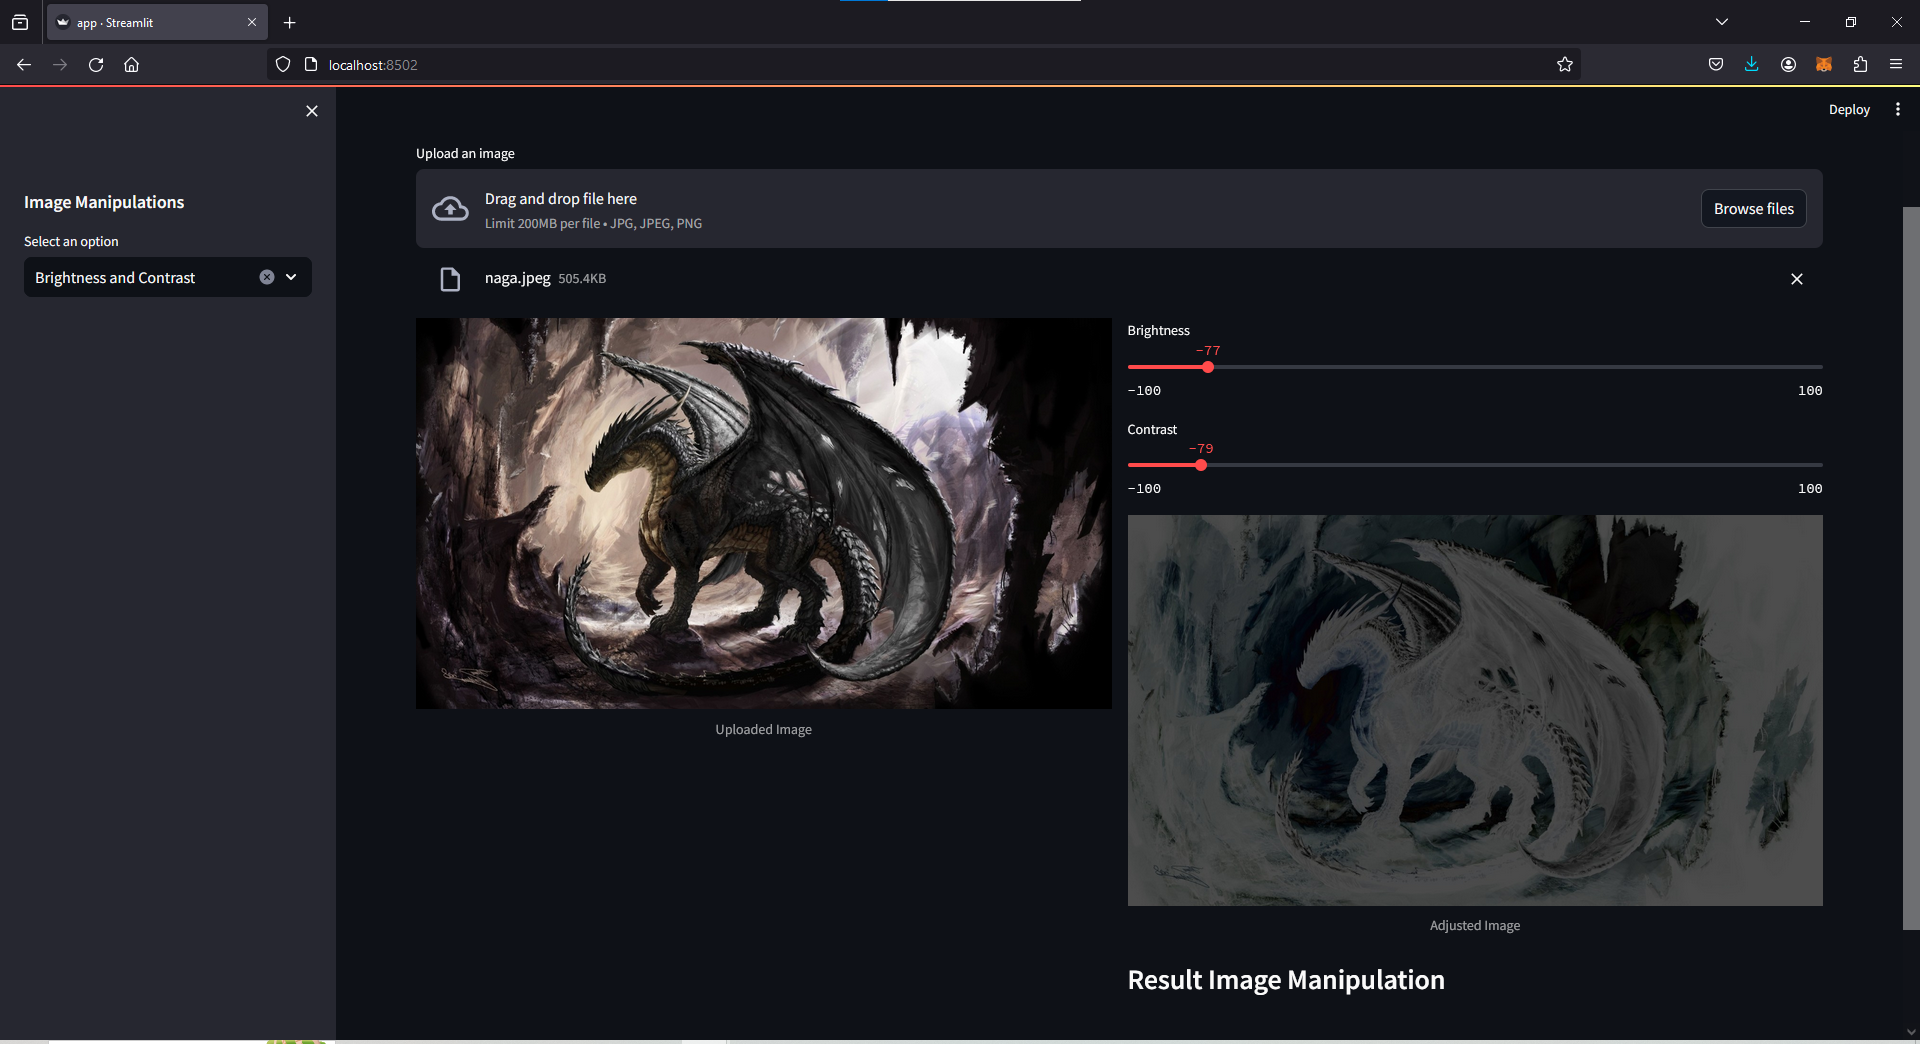 app · Streamlit
localhost:8502
Deploy
Image Manipulations
Select an option
Brightness and Contrast
Upload an image
Drag and drop file here
Limit 200MB per file • JPG, JPEG, PNG
Browse files
naga.jpeg 505.4KB
Uploaded Image
Brightness
-77
-100 100
Contrast
-79
-100 100
Adjusted Image
Result Image Manipulation